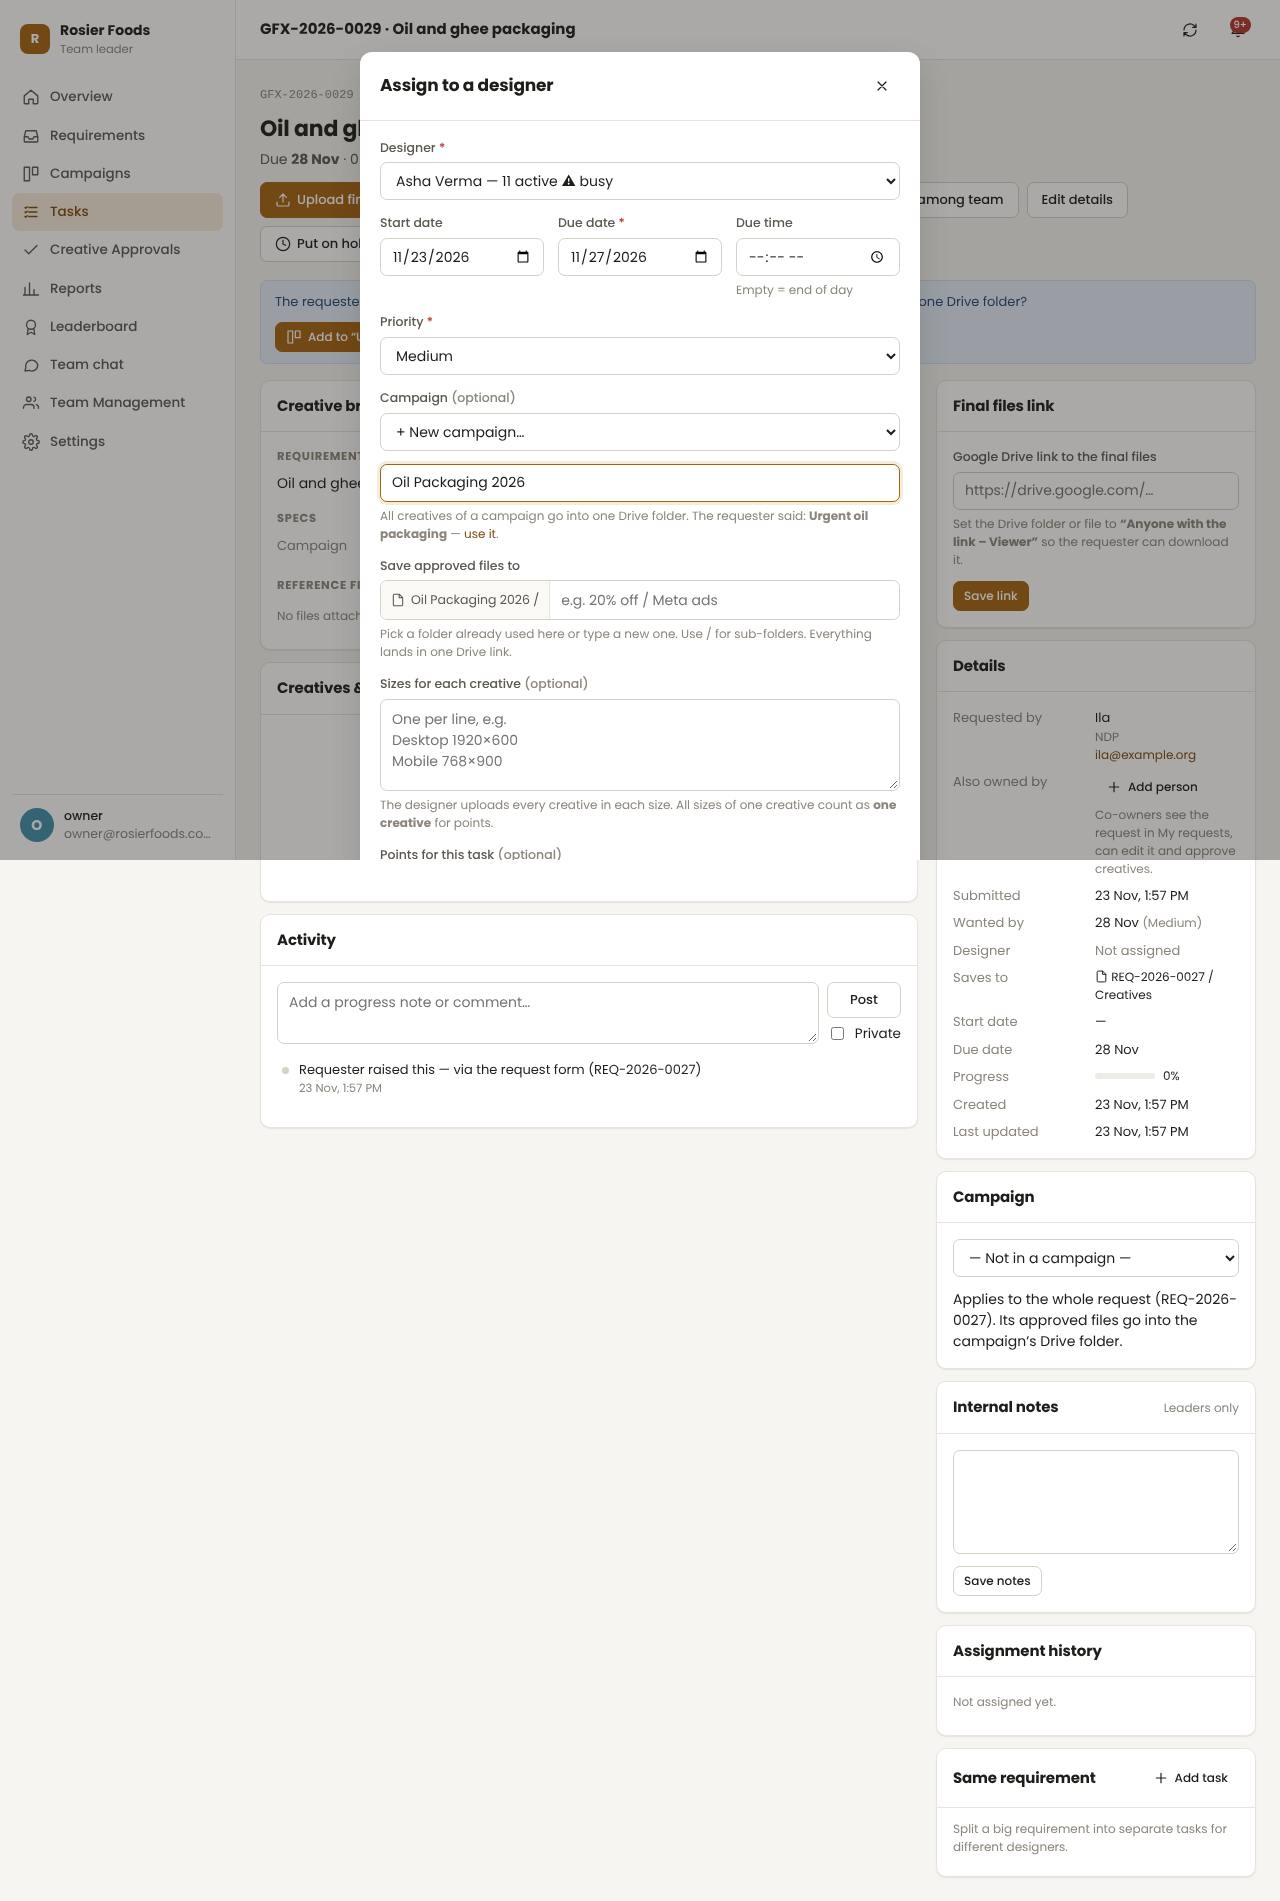 R
Rosier Foods
Team leader
Overview
Requirements
Campaigns
Tasks
Creative Approvals
Reports
Leaderboard
Team chat
Team Management
Settings
O
owner
owner@rosierfoods.co…
GFX-2026-0029 · Oil and ghee packaging
9+
GFX-2026-0029
Oil and gh
Due 28 Nov · 0
Upload fin
among team
Edit details
Put on hol
The requeste
one Drive folder?
Add to “U
Creative br
REQUIREMENT
Oil and ghee
SPECS
Campaign
REFERENCE FI
No files attach
Creatives &
Assign to a designer
Designer *
Asha Verma — 11 active ⚠ busy
Start date
Due date *
Due time
11/23/2026
11/27/2026
--:-- --
Empty = end of day
Priority *
Medium
Campaign (optional)
+ New campaign…
Oil Packaging 2026
All creatives of a campaign go into one Drive folder. The requester said: Urgent oil
packaging — use it.
Save approved files to
Oil Packaging 2026 /
e.g. 20% off / Meta ads
Pick a folder already used here or type a new one. Use / for sub-folders. Everything
lands in one Drive link.
Sizes for each creative (optional)
One per line, e.g.
Desktop 1920×600
Mobile 768×900
The designer uploads every creative in each size. All sizes of one creative count as one
creative for points.
Points for this task (optional)
Activity
Add a progress note or comment…
Post
Private
Requester raised this — via the request form (REQ-2026-0027)
23 Nov, 1:57 PM
Final files link
Google Drive link to the final files
https://drive.google.com/…
Set the Drive folder or file to “Anyone with the
link – Viewer” so the requester can download
it.
Save link
Details
Requested by
Ila
NDP
ila@example.org
Also owned by
+ Add person
Co-owners see the
request in My requests,
can edit it and approve
creatives.
Submitted
23 Nov, 1:57 PM
Wanted by
28 Nov (Medium)
Designer
Not assigned
Saves to
REQ-2026-0027 /
Creatives
Start date
—
Due date
28 Nov
Progress
0%
Created
23 Nov, 1:57 PM
Last updated
23 Nov, 1:57 PM
Campaign
— Not in a campaign —
Applies to the whole request (REQ-2026-
0027). Its approved files go into the
campaign’s Drive folder.
Internal notes
Leaders only
Save notes
Assignment history
Not assigned yet.
Same requirement
+ Add task
Split a big requirement into separate tasks for
different designers.